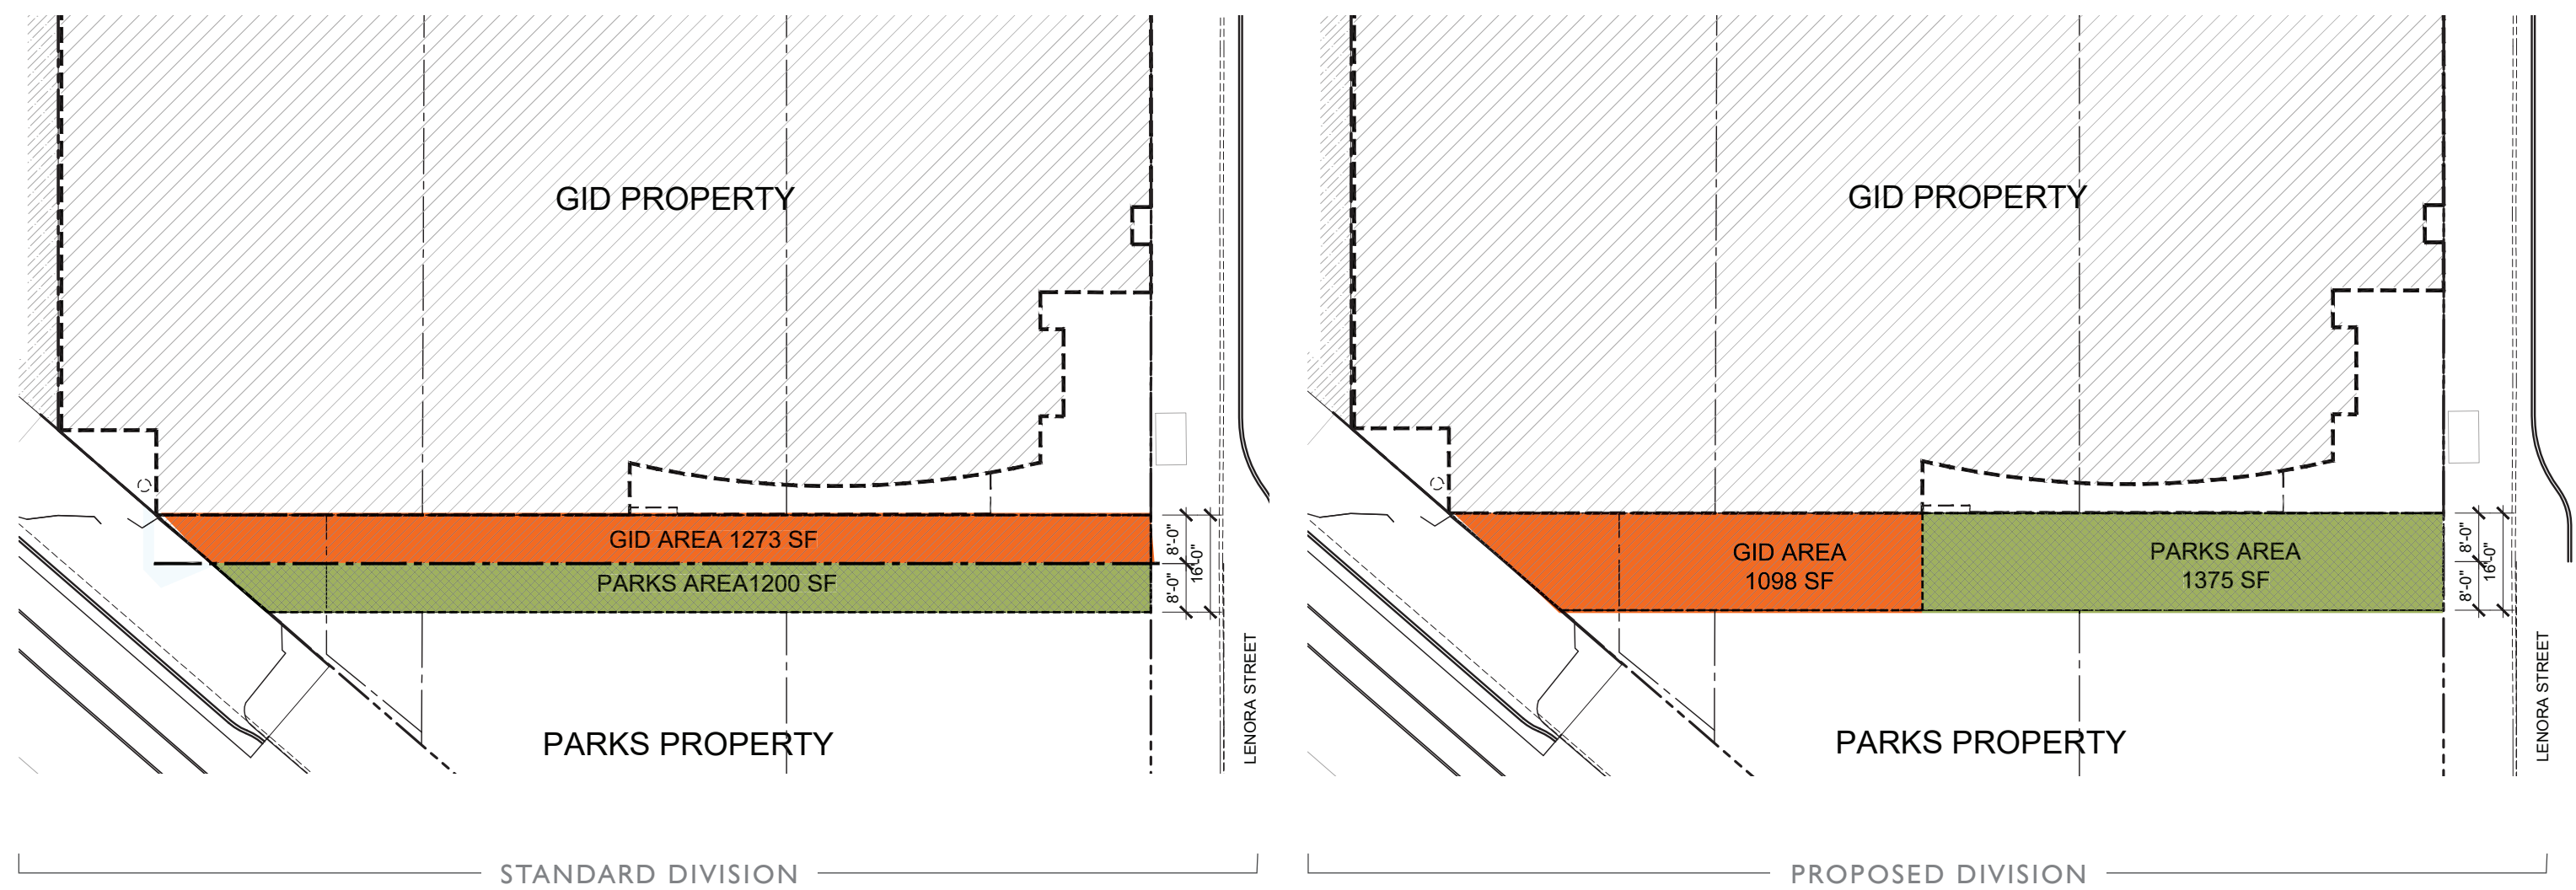 GID PROPERTY
GID AREA 1273 SF
PARKS AREA1200 SF
8'-0"
8'-0"
16'-0"
PARKS PROPERTY
LENORA STREET
STANDARD DIVISION
GID PROPERTY
GID AREA
1098 SF
PARKS AREA
1375 SF
8'-0"
8'-0"
16'-0"
PARKS PROPERTY
LENORA STREET
PROPOSED DIVISION